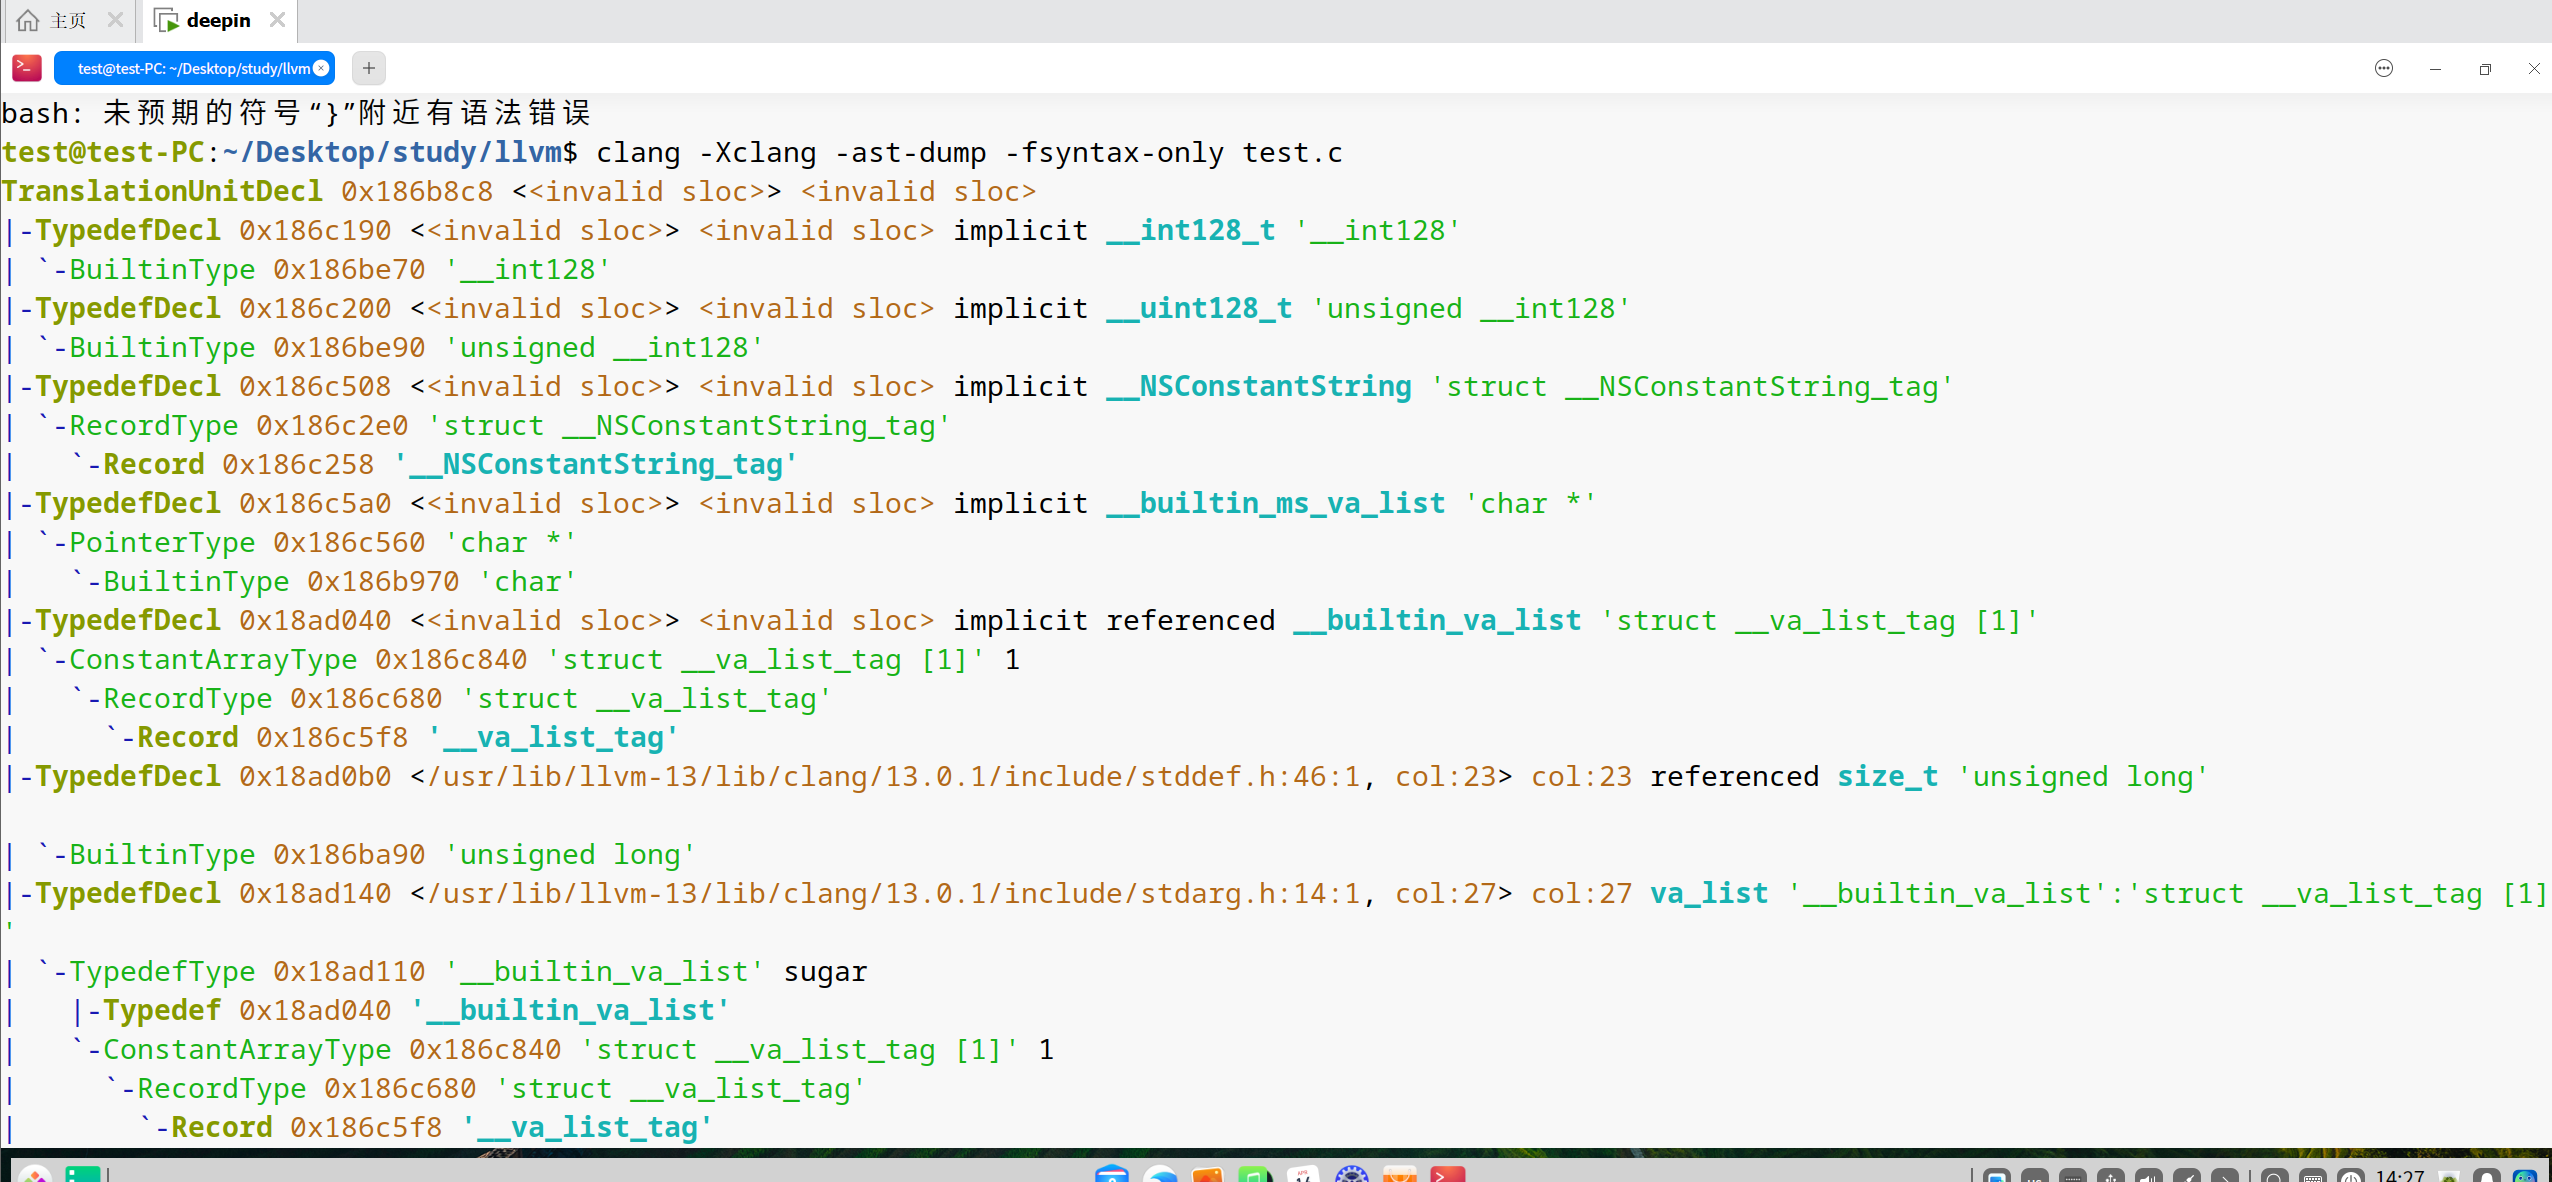 主页
deepin
test@test-PC: ~/Desktop/study/llvm
bash: 未预期的符号“}”附近有语法错误
test@test-PC:~/Desktop/study/llvm$ clang -Xclang -ast-dump -fsyntax-only test.c
TranslationUnitDecl 0x186b8c8 <<invalid sloc>> <invalid sloc>
|-TypedefDecl 0x186c190 <<invalid sloc>> <invalid sloc> implicit __int128_t '__int128'
| `-BuiltinType 0x186be70 '__int128'
|-TypedefDecl 0x186c200 <<invalid sloc>> <invalid sloc> implicit __uint128_t 'unsigned __int128'
| `-BuiltinType 0x186be90 'unsigned __int128'
|-TypedefDecl 0x186c508 <<invalid sloc>> <invalid sloc> implicit __NSConstantString 'struct __NSConstantString_tag'
| `-RecordType 0x186c2e0 'struct __NSConstantString_tag'
|   `-Record 0x186c258 '__NSConstantString_tag'
|-TypedefDecl 0x186c5a0 <<invalid sloc>> <invalid sloc> implicit __builtin_ms_va_list 'char *'
| `-PointerType 0x186c560 'char *'
|   `-BuiltinType 0x186b970 'char'
|-TypedefDecl 0x18ad040 <<invalid sloc>> <invalid sloc> implicit referenced __builtin_va_list 'struct __va_list_tag [1]'
| `-ConstantArrayType 0x186c840 'struct __va_list_tag [1]' 1
|   `-RecordType 0x186c680 'struct __va_list_tag'
|     `-Record 0x186c5f8 '__va_list_tag'
|-TypedefDecl 0x18ad0b0 </usr/lib/llvm-13/lib/clang/13.0.1/include/stddef.h:46:1, col:23> col:23 referenced size_t 'unsigned long'
| `-BuiltinType 0x186ba90 'unsigned long'
|-TypedefDecl 0x18ad140 </usr/lib/llvm-13/lib/clang/13.0.1/include/stdarg.h:14:1, col:27> col:27 va_list '__builtin_va_list':'struct __va_list_tag [1]
'
| `-TypedefType 0x18ad110 '__builtin_va_list' sugar
|   |-Typedef 0x18ad040 '__builtin_va_list'
|   `-ConstantArrayType 0x186c840 'struct __va_list_tag [1]' 1
|     `-RecordType 0x186c680 'struct __va_list_tag'
|       `-Record 0x186c5f8 '__va_list_tag'
14:27